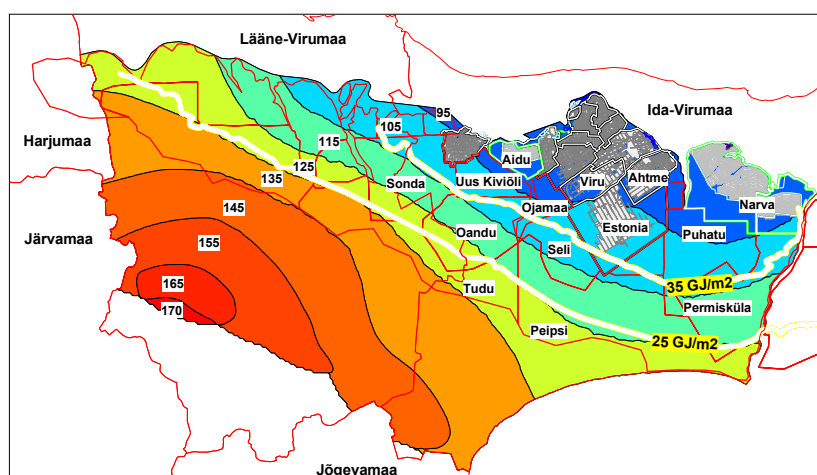 Lääne-Virumaa
95
Ida-Virumaa
105
Harjumaa
115
Aidu
125
Uus Kiviõli
Viru
Ahtme
135
Sonda
Narva
145
Ojamaa
Järvamaa
155
Oandu
Estonia
Puhatu
Seli
165
Tudu
35 GJ/m2
170
Permisküla
Peipsi
25 GJ/m2
Jõgevamaa